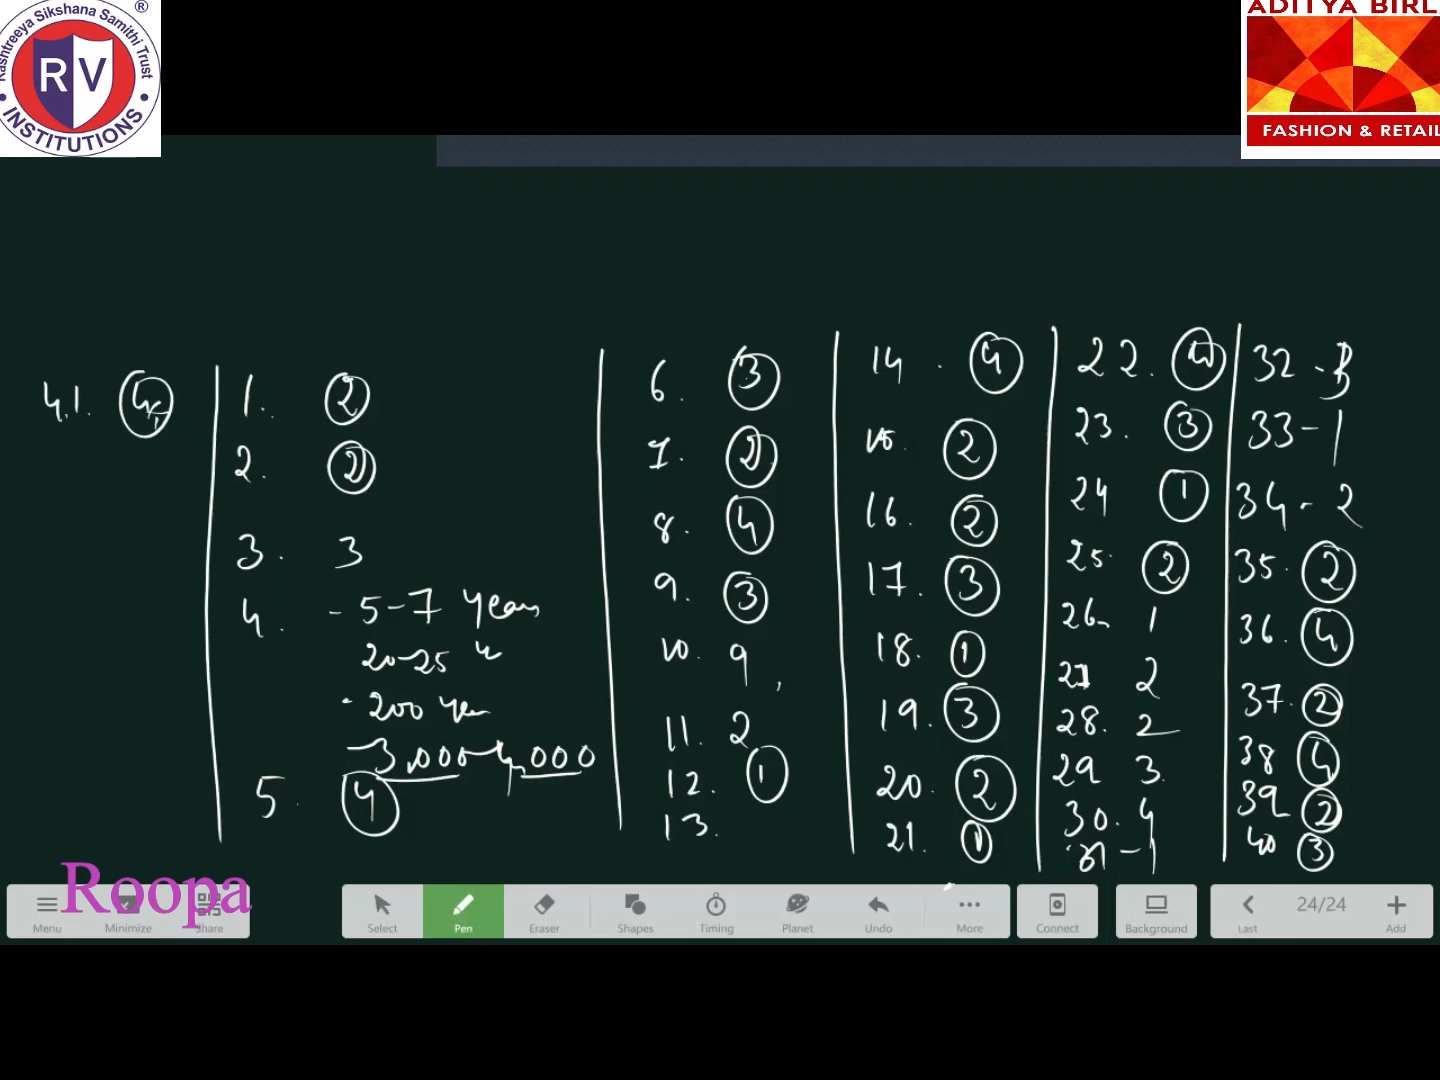 Rashtreeya Sikshana Samithi Trust
®
RV
• INSTITUTIONS •
ADITYA BIRL
FASHION & RETAIL
41. 4
1. 2
2. 2
3. 3
4. - 5-7 years
20-25 "
- 200 year
- 3,000-4,000
5. 4
6. 3
7. 2
8. 4
9. 3
10. 9
11. 2
12. 1
13.
14. 4
15. 2
16. 2
17. 3
18. 1
19. 3
20. 2
21. 1
22. 4
23. 3
24 1
25. 2
26- 1
27 2
28. 2
29 3
30. 4
31 - 1
32 - 3
33 - 1
34 - 2
35. 2
36. 4
37. 2
38 4
39 2
40 3
Roopa
Menu
Minimize
Share
Select
Pen
Eraser
Shapes
Timing
Planet
Undo
More
Connect
Background
Last
24/24
Add